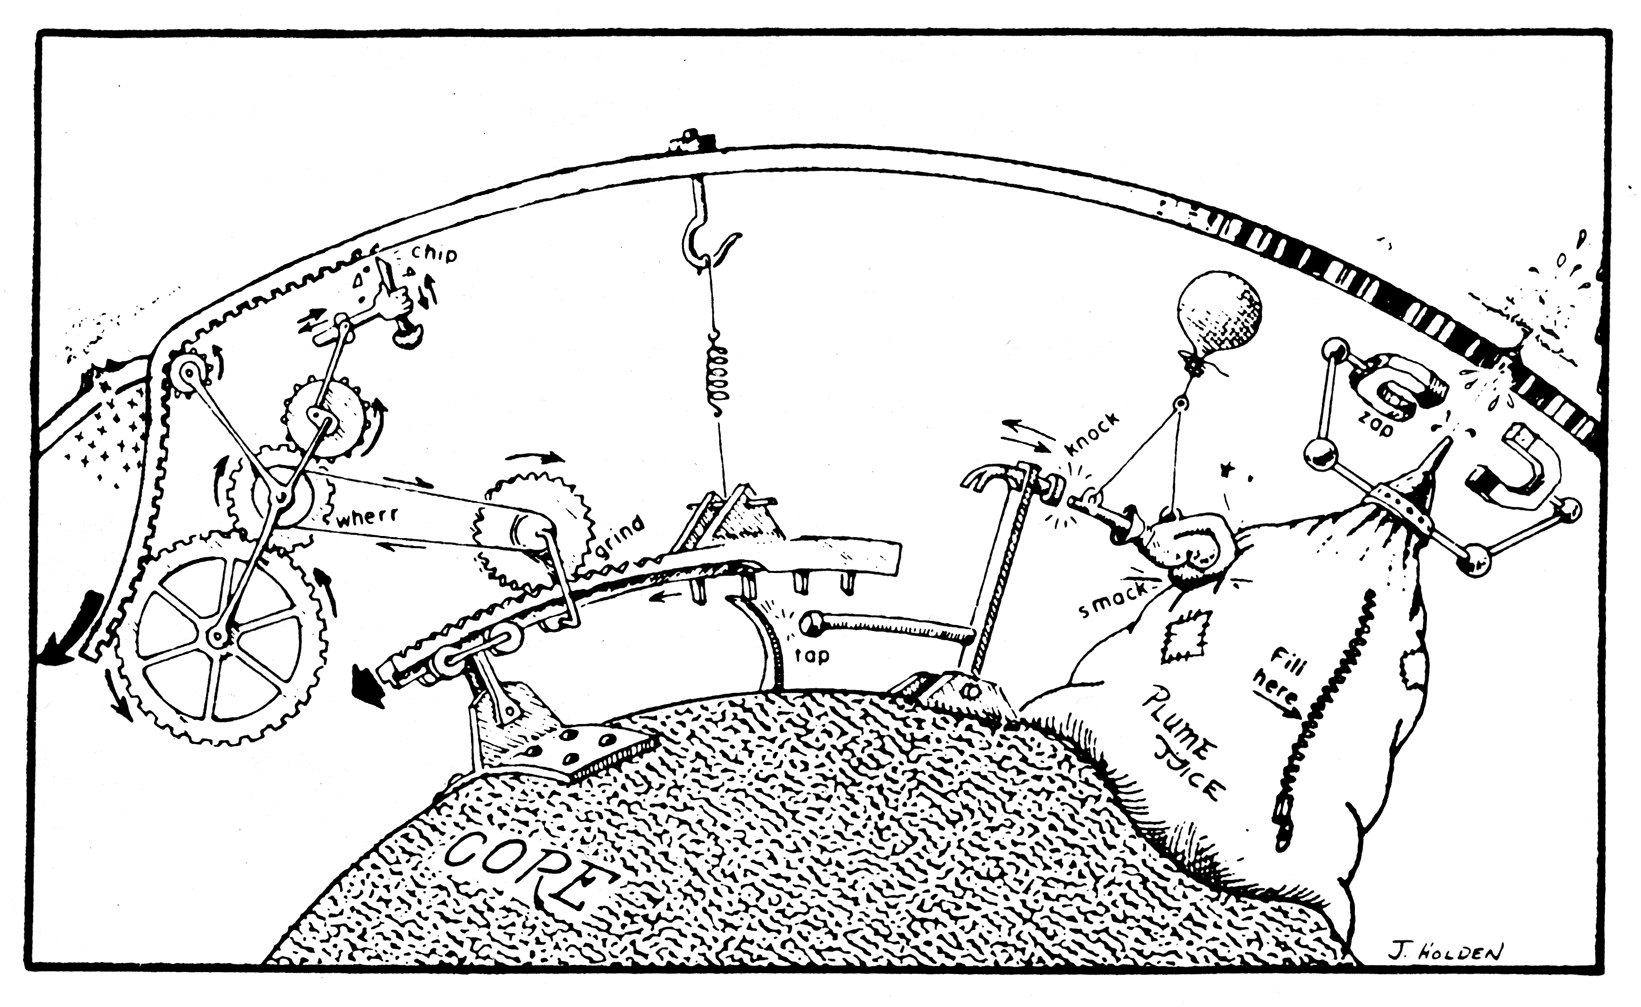 chip
knock
zap
wherr
grind
smack
tap
Fill
here
PLUME
JUICE
CORE
J. HOLDEN